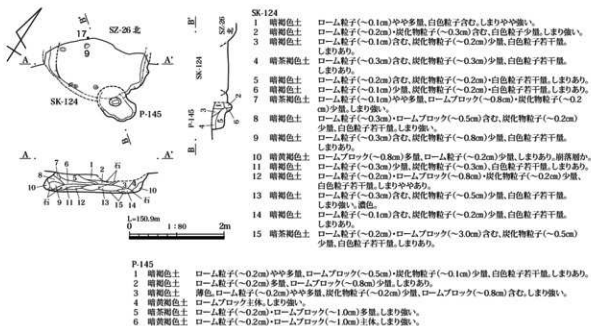 SK-124
1 暗褐色土 ローム粒子(～0.1cm)やや多量、白色粒子含む。しまりやや強い。
2 暗褐色土 ローム粒子(～0.2cm)・炭化物粒子(～0.3cm)含む、白色粒子少量。しまり強い。
3 暗褐色土 ローム粒子(～0.1cm)含む、炭化物粒子(～0.2cm)少量、白色粒子若干量。
しまりあり。
4 暗茶褐色土 ローム粒子(～0.3cm)含む、炭化物粒子(～0.3cm)少量、白色粒子若干量。
しまりあり。
5 暗褐色土 ローム粒子(～0.2cm)含む、炭化物粒子(～0.2cm)・白色粒子若干量。しまりあり。
6 暗褐色土 ローム粒子(～0.1cm)少量、炭化物粒子(～0.2cm)・白色粒子若干量。しまりあり。
7 暗茶褐色土 ローム粒子(～0.1cm)やや多量、ロームブロック(～0.8cm)・炭化物粒子(～0.2
cm)少量。しまり強い。
8 暗褐色土 ローム粒子(～0.3cm)・ロームブロック(～0.5cm)含む、炭化物粒子(～0.2cm)
少量、白色粒子若干量。しまり強い。
9 暗褐色土 ローム粒子(～0.3cm)含む、炭化物粒子(～0.8cm)少量、白色粒子若干量。
しまりあり。
10 暗黄褐色土 ロームブロック(～0.8cm)多量、ローム粒子(～0.2cm)少量。しまりあり。崩落層か。
11 暗褐色土 ローム粒子(～0.3cm)少量、炭化物粒子(～0.3cm)、白色粒子若干量。しまりあり。
12 暗褐色土 ローム粒子(～0.2cm)・ロームブロック(～0.8cm)・炭化物粒子(～0.2cm)少量、
白色粒子若干量。しまりややあり。
13 暗褐色土 ローム粒子(～0.3cm)含む、炭化物粒子(～0.5cm)少量、白色粒子若干量。
しまり強い。濃色。
14 暗褐色土 ローム粒子(～0.1cm)含む、炭化物粒子(～0.2cm)少量、白色粒子若干量。
しまりあり。
15 暗茶褐色土 ローム粒子(～0.2cm)・ロームブロック(～3.0cm)含む、炭化物粒子(～0.5cm)
少量、白色粒子若干量。しまりあり。
B'
SZ-26 北
17
9
A
A'
SK-124
P-145
B
B'
SZ-26
SK-124
P-145
B
A
A'
7 6 1 2 石
8
10
10
石 9 11 12 13 15 14 石
L=150.9m
0 1:80 2m
P-145
1 暗褐色土 ローム粒子(～0.2cm)やや多量、ロームブロック(～0.5cm)・炭化物粒子(～0.1cm)少量、白色粒子若干量。しまりあり。
2 暗褐色土 ローム粒子(～0.2cm)多量、ロームブロック(～0.8cm)少量。しまりあり。
3 暗褐色土 薄色。ローム粒子(～0.2cm)やや多量、炭化物粒子(～0.2cm)少量、ロームブロック(～0.8cm)含む。しまり強い。
4 暗黄褐色土 ロームブロック主体。しまり強い。
5 暗茶褐色土 ローム粒子(～0.2cm)・ロームブロック(～1.0cm)多量。しまり強い。
6 暗黄褐色土 ローム粒子(～0.2cm)・ロームブロック(～1.0cm)主体。しまり強い。